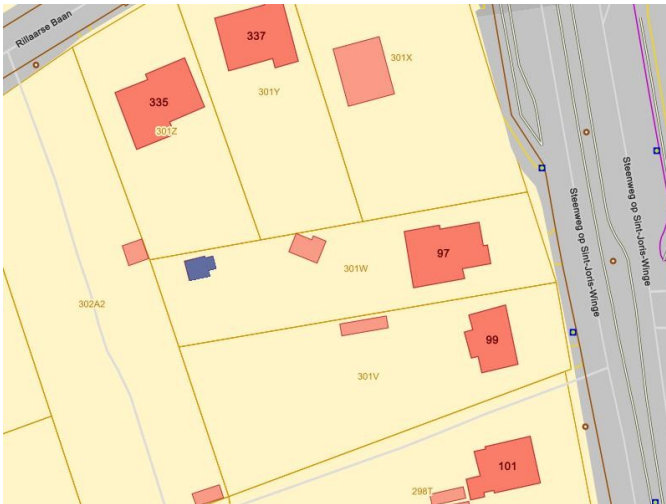 Rillaarse Baan
337
301X
301Y
335
301Z
Steenweg op Sint-Joris-Winge
Steenweg op Sint-Joris-Winge
97
301W
302A2
99
301V
101
298T